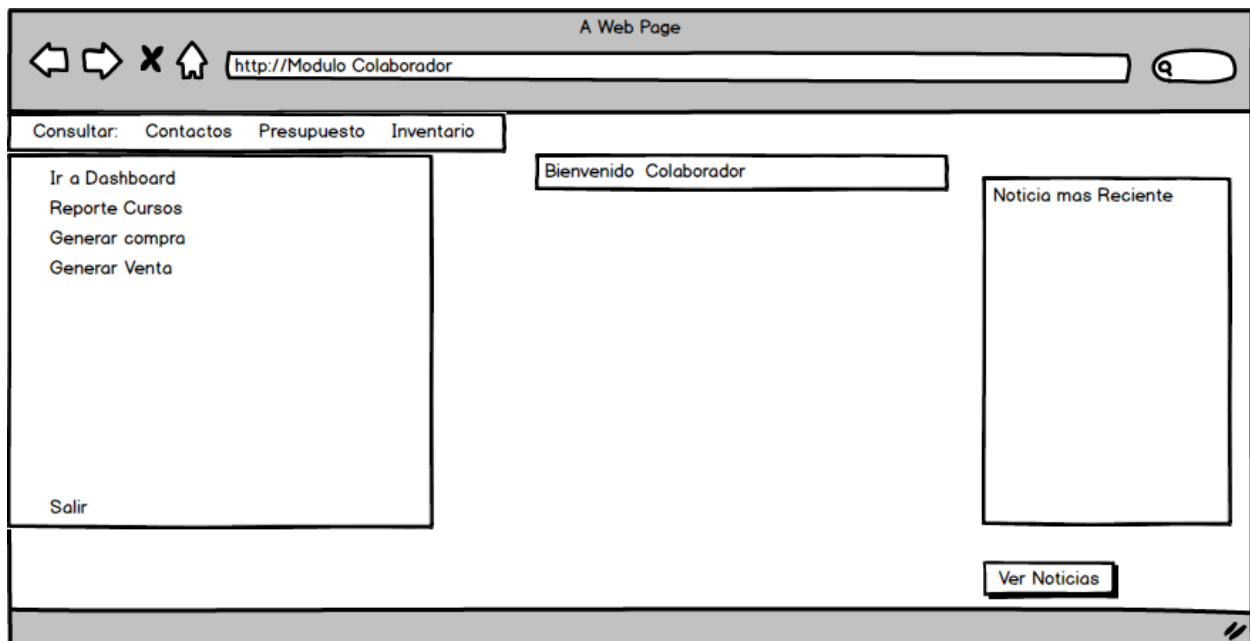 A Web Page
http://Modulo Colaborador
Consultar: Contactos Presupuesto Inventario
Ir a Dashboard
Reporte Cursos
Generar compra
Generar Venta
Salir
Bienvenido Colaborador
Noticia mas Reciente
Ver Noticias